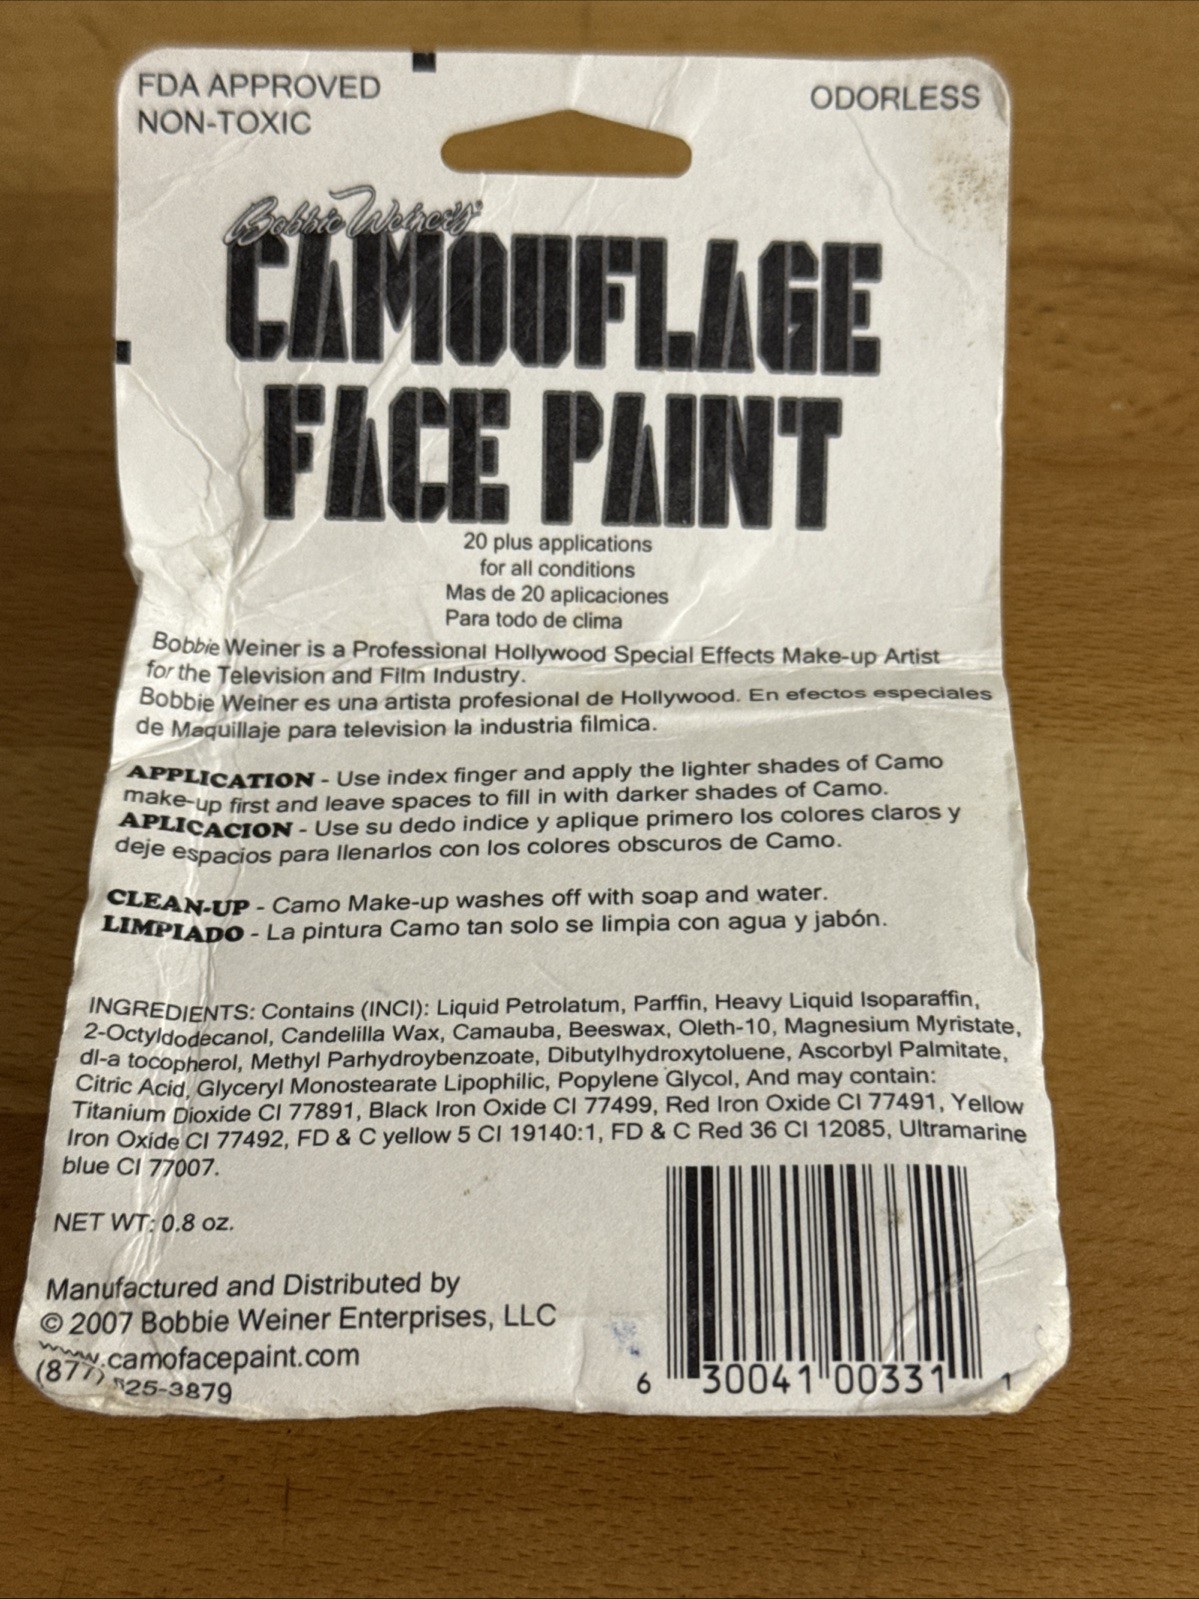 FDA APPROVED
NON-TOXIC
ODORLESS
Bobbie Weiner's
CAMOUFLAGE
FACE PAINT
20 plus applications
for all conditions
Mas de 20 aplicaciones
Para todo de clima
Bobbie Weiner is a Professional Hollywood Special Effects Make-up Artist
for the Television and Film Industry.
Bobbie Weiner es una artista profesional de Hollywood. En efectos especiales
de Maquillaje para television la industria filmica.
APPLICATION - Use index finger and apply the lighter shades of Camo
make-up first and leave spaces to fill in with darker shades of Camo.
APLICACION - Use su dedo indice y aplique primero los colores claros y
deje espacios para llenarlos con los colores obscuros de Camo.
CLEAN-UP - Camo Make-up washes off with soap and water.
LIMPIADO - La pintura Camo tan solo se limpia con agua y jabón.
INGREDIENTS: Contains (INCI): Liquid Petrolatum, Parffin, Heavy Liquid Isoparaffin,
2-Octyldodecanol, Candelilla Wax, Camauba, Beeswax, Oleth-10, Magnesium Myristate,
dl-a tocopherol, Methyl Parhydroybenzoate, Dibutylhydroxytoluene, Ascorbyl Palmitate,
Citric Acid, Glyceryl Monostearate Lipophilic, Popylene Glycol, And may contain:
Titanium Dioxide CI 77891, Black Iron Oxide CI 77499, Red Iron Oxide CI 77491, Yellow
Iron Oxide CI 77492, FD & C yellow 5 CI 19140:1, FD & C Red 36 CI 12085, Ultramarine
blue CI 77007.
NET WT: 0.8 oz.
Manufactured and Distributed by
© 2007 Bobbie Weiner Enterprises, LLC
www.camofacepaint.com
(877) 25-3879
6 30041 00331 1